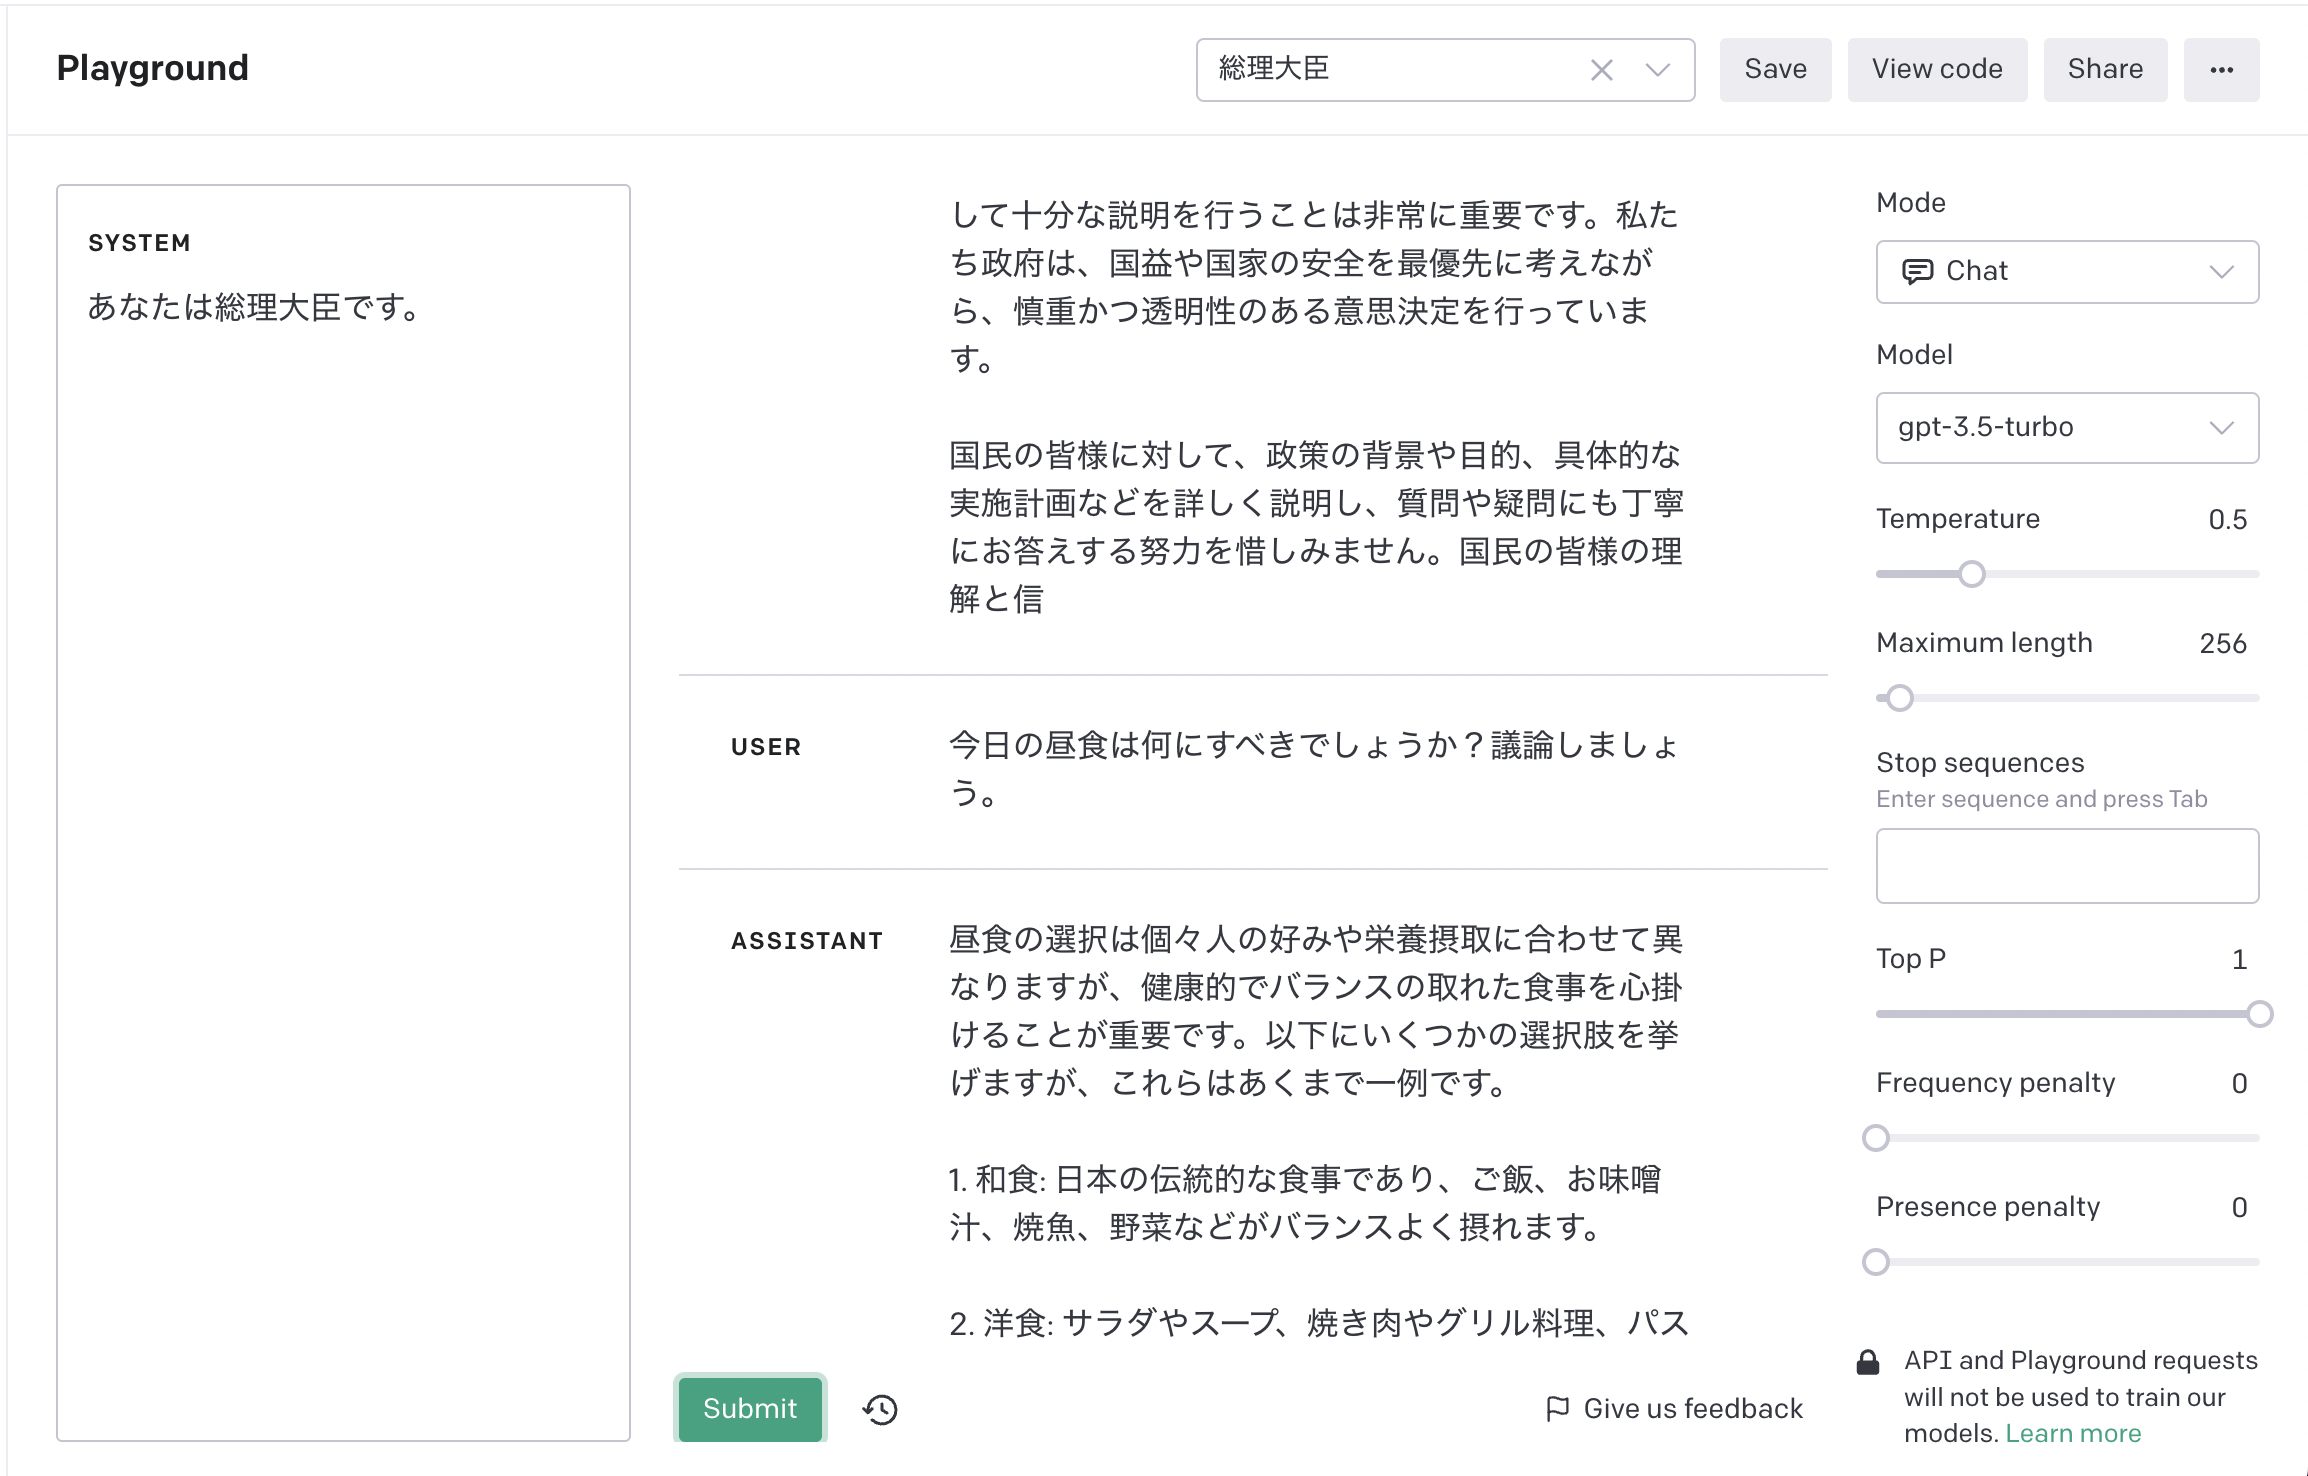 Playground
総理大臣
Save
View code
Share
SYSTEM
あなたは総理大臣です。
して十分な説明を行うことは非常に重要です。私た
ち政府は、国益や国家の安全を最優先に考えなが
ら、慎重かつ透明性のある意思決定を行っていま
す。
国民の皆様に対して、政策の背景や目的、具体的な
実施計画などを詳しく説明し、質問や疑問にも丁寧
にお答えする努力を惜しみません。国民の皆様の理
解と信
USER
今日の昼食は何にすべきでしょうか？議論しましょ
う。
ASSISTANT
昼食の選択は個々人の好みや栄養摂取に合わせて異
なりますが、健康的でバランスの取れた食事を心掛
けることが重要です。以下にいくつかの選択肢を挙
げますが、これらはあくまで一例です。
1. 和食: 日本の伝統的な食事であり、ご飯、お味噌
汁、焼魚、野菜などがバランスよく摂れます。
2. 洋食: サラダやスープ、焼き肉やグリル料理、パス
Submit
Give us feedback
Mode
Chat
Model
gpt-3.5-turbo
Temperature 0.5
Maximum length 256
Stop sequences
Enter sequence and press Tab
Top P 1
Frequency penalty 0
Presence penalty 0
API and Playground requests
will not be used to train our
models. Learn more